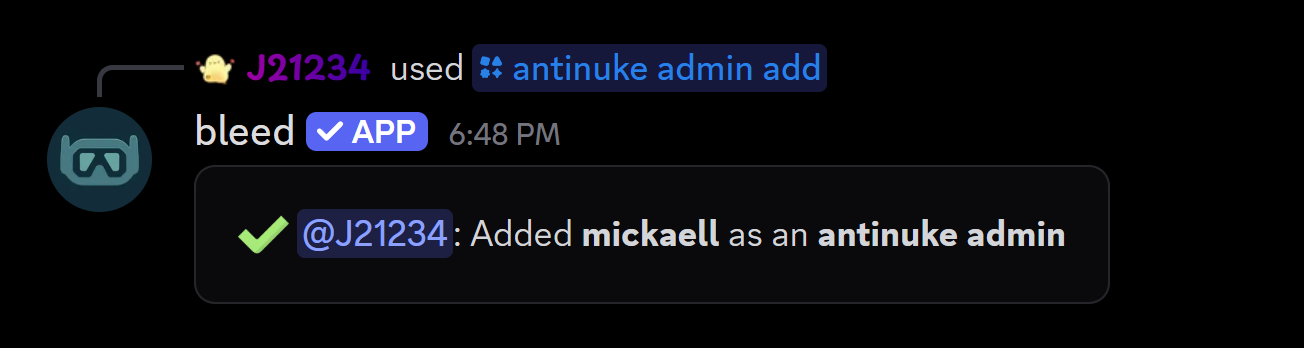 J21234 used antinuke admin add
bleed APP 6:48 PM
@J21234: Added mickaell as an antinuke admin